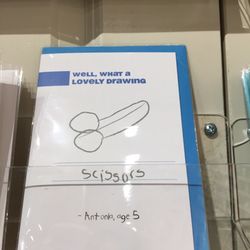 WELL, WHAT A
LOVELY DRAWING
scissors
- Antonio, age 5